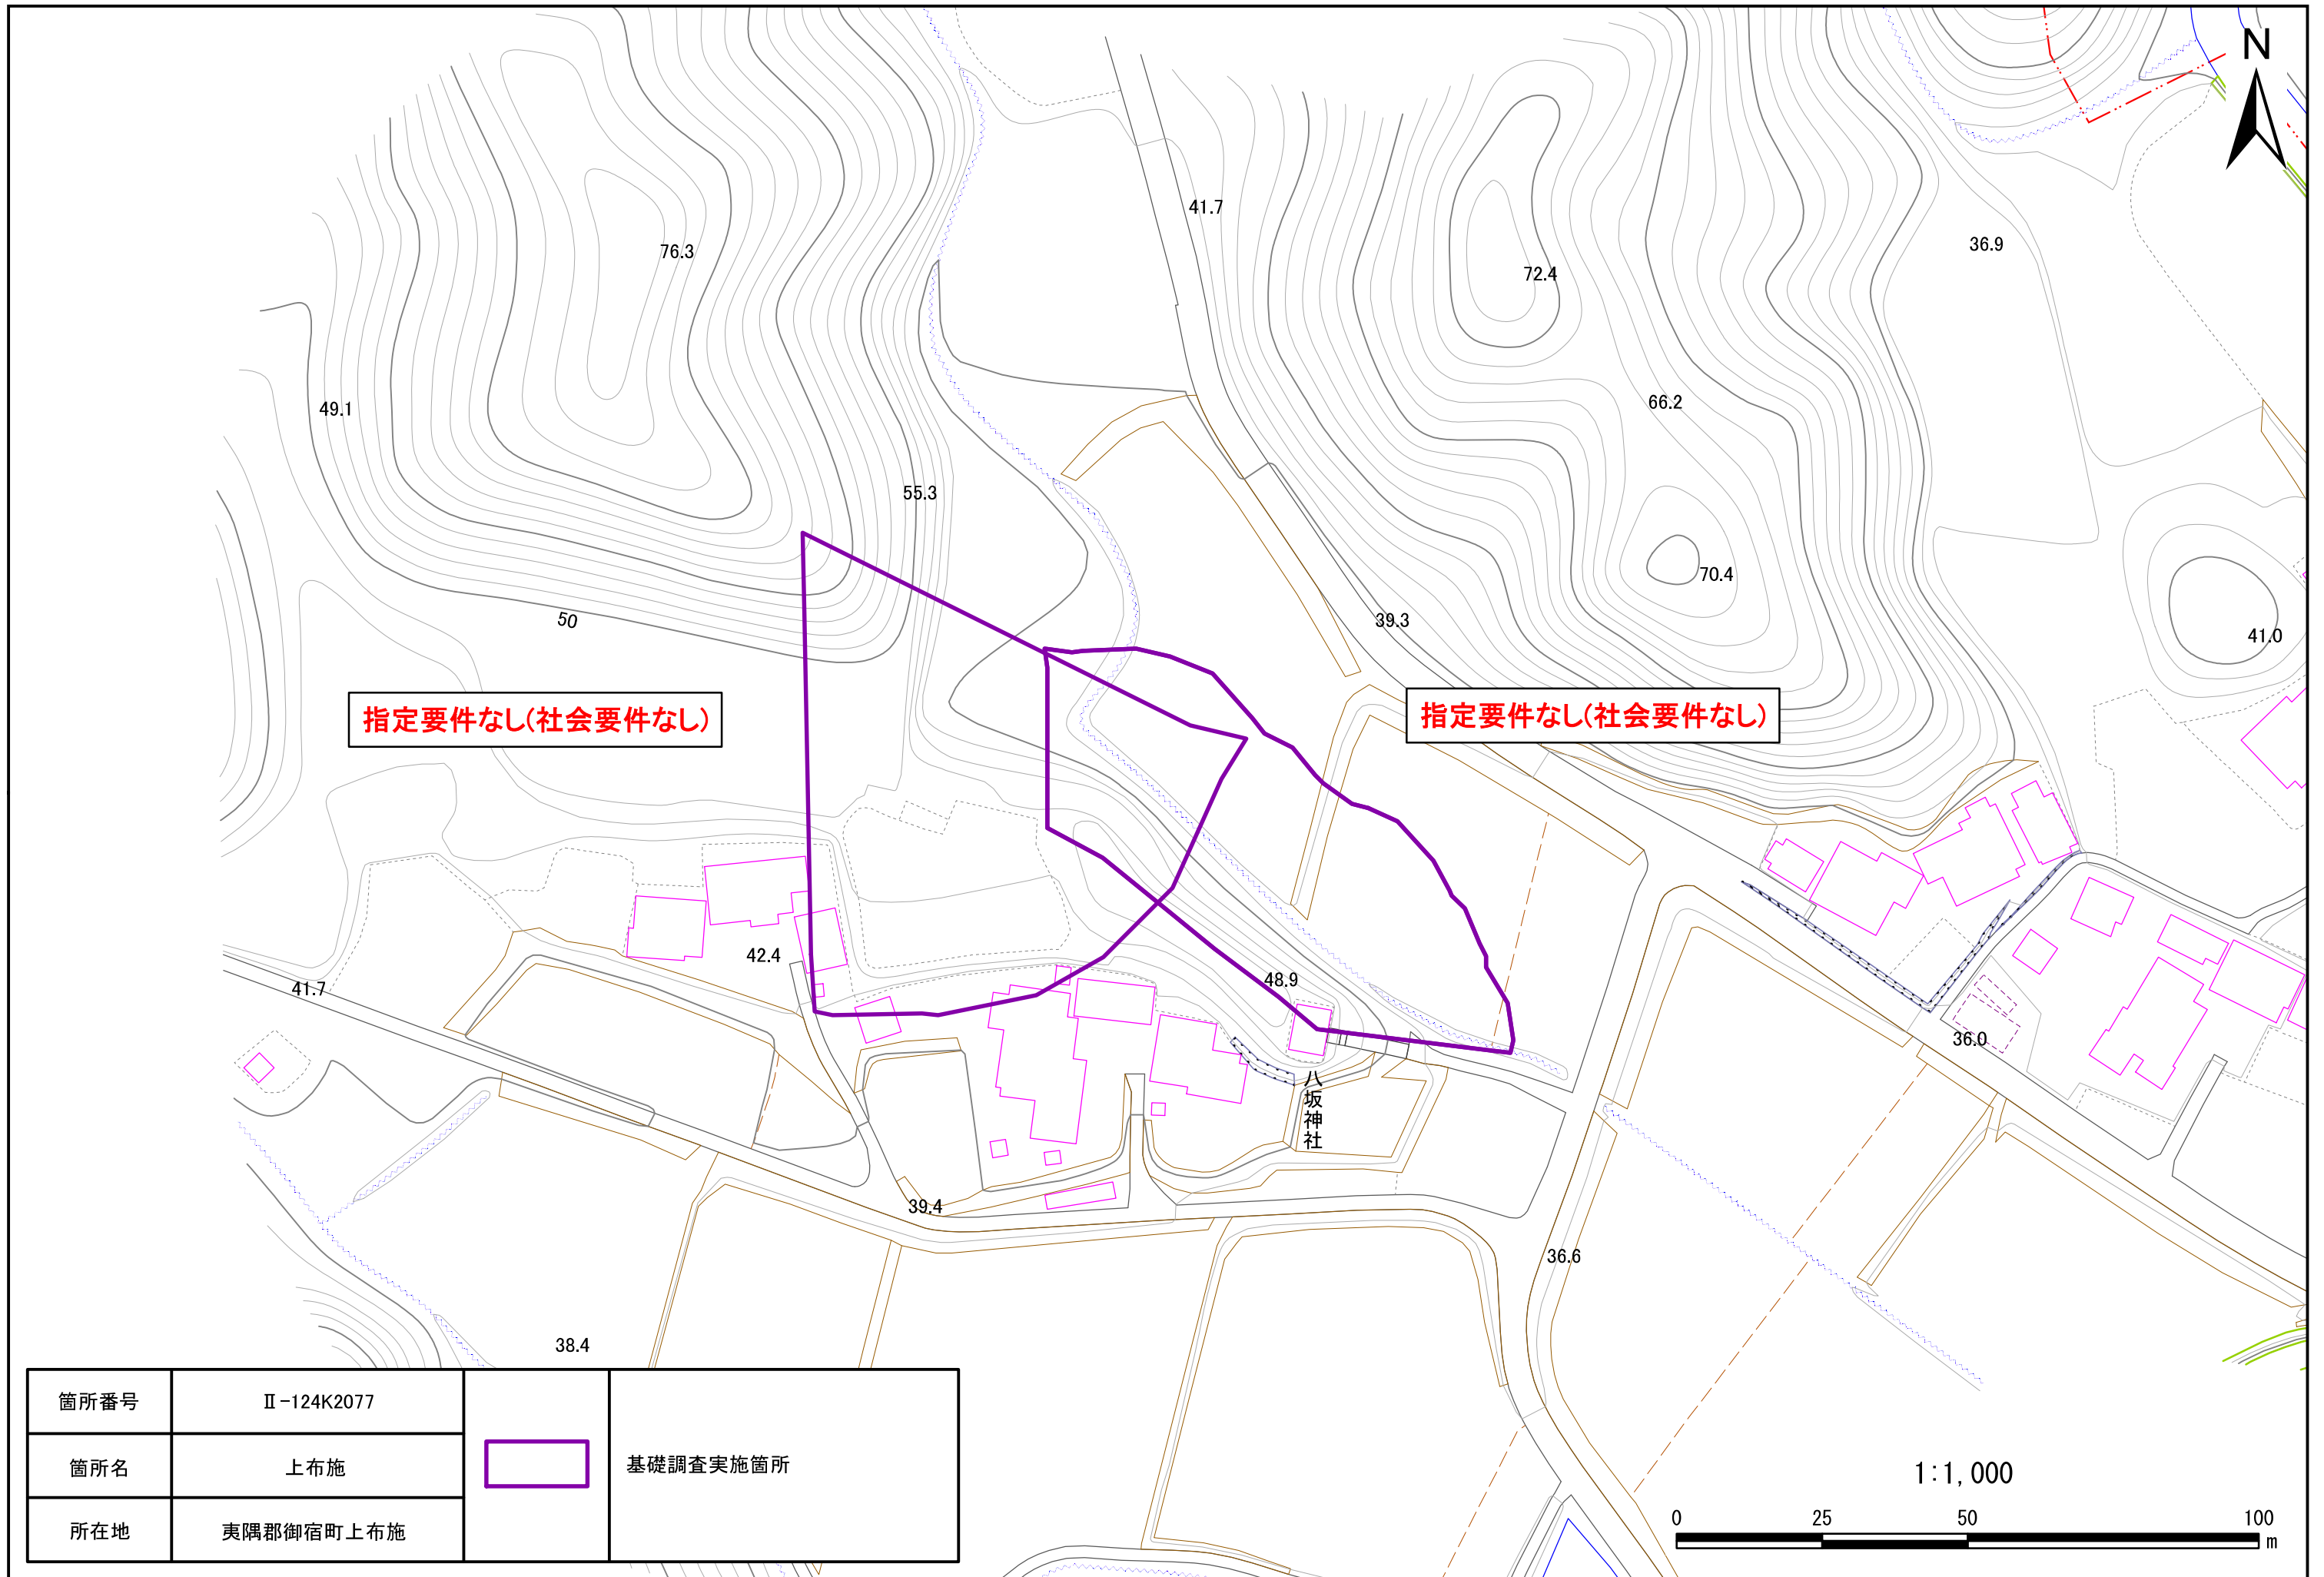 N
41.7
36.9
76.3
72.4
49.1
66.2
55.3
70.4
50
39.3
41.0
指定要件なし(社会要件なし)
指定要件なし(社会要件なし)
42.4
48.9
41.7
36.0
八坂神社
39.4
36.6
38.4
箇所番号
Ⅱ-124K2077
箇所名
上布施
所在地
夷隅郡御宿町上布施
基礎調査実施箇所
1:1,000
0 25 50 100
m